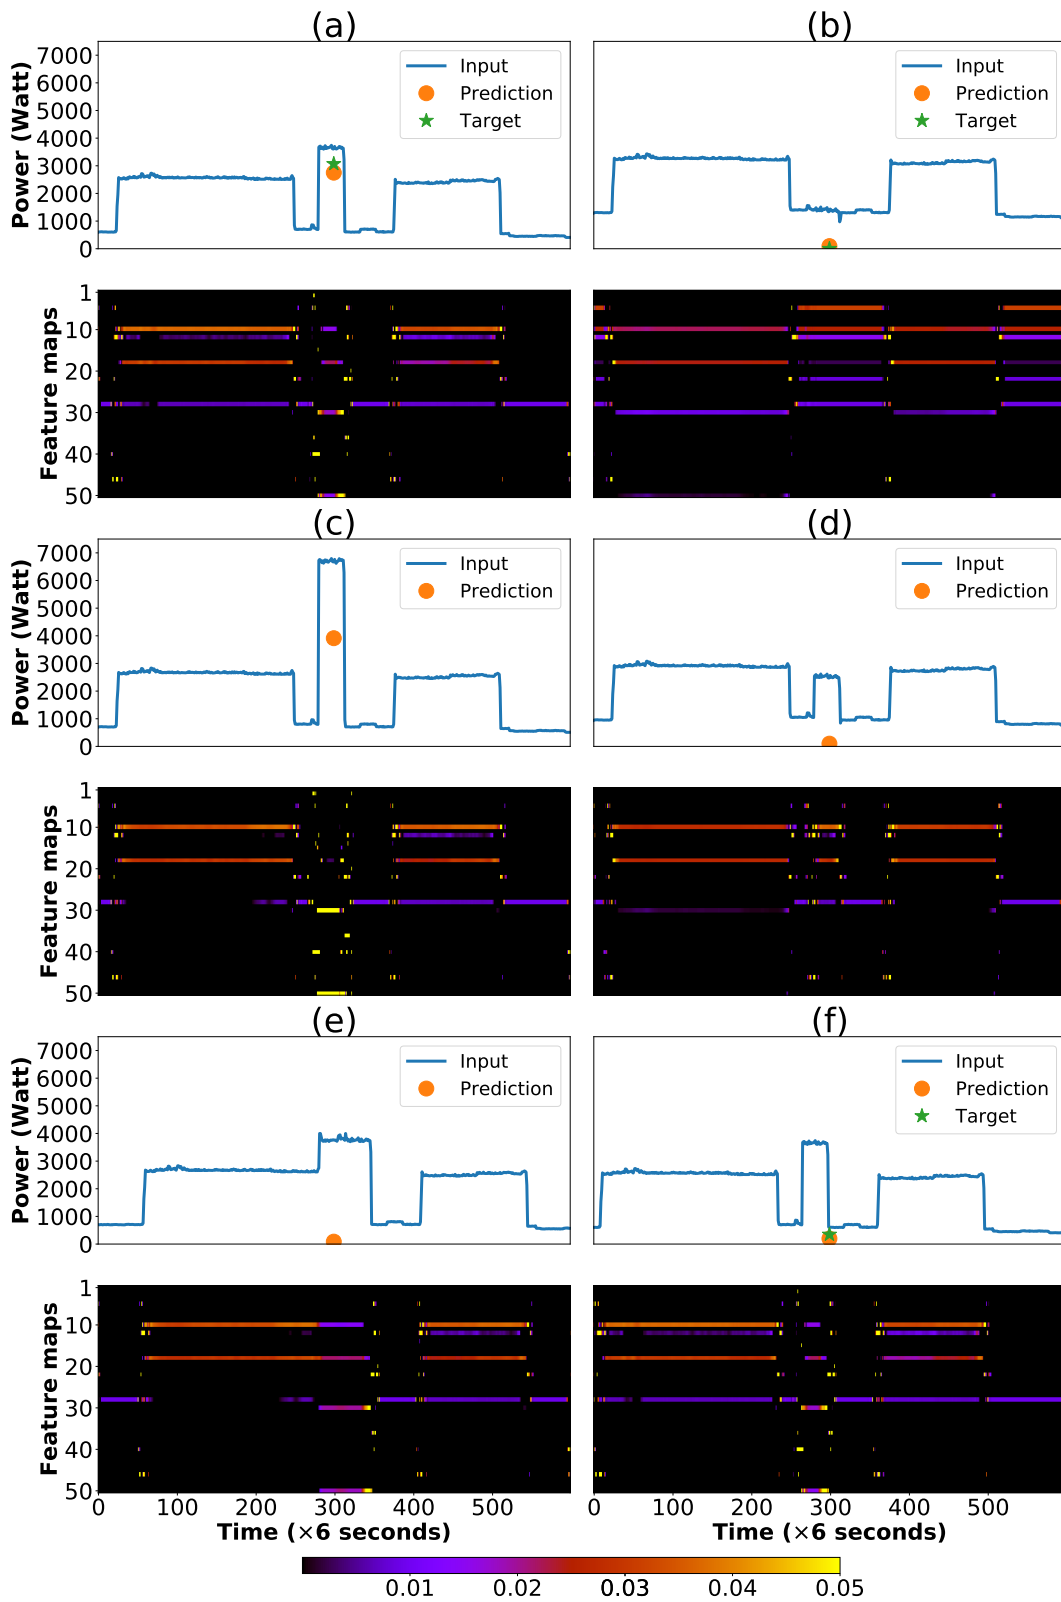 (a) (b)
7000
6000
5000
4000
3000
2000
1000
0
Power (Watt)
Input
Prediction
Target
Input
Prediction
Target
1
10
20
30
40
50
Feature maps
(c) (d)
7000
6000
5000
4000
3000
2000
1000
0
Power (Watt)
Input
Prediction
Input
Prediction
1
10
20
30
40
50
Feature maps
(e) (f)
7000
6000
5000
4000
3000
2000
1000
0
Power (Watt)
Input
Prediction
Input
Prediction
Target
1
10
20
30
40
50
Feature maps
0 100 200 300 400 500 0 100 200 300 400 500
Time (×6 seconds) Time (×6 seconds)
0.01 0.02 0.03 0.04 0.05